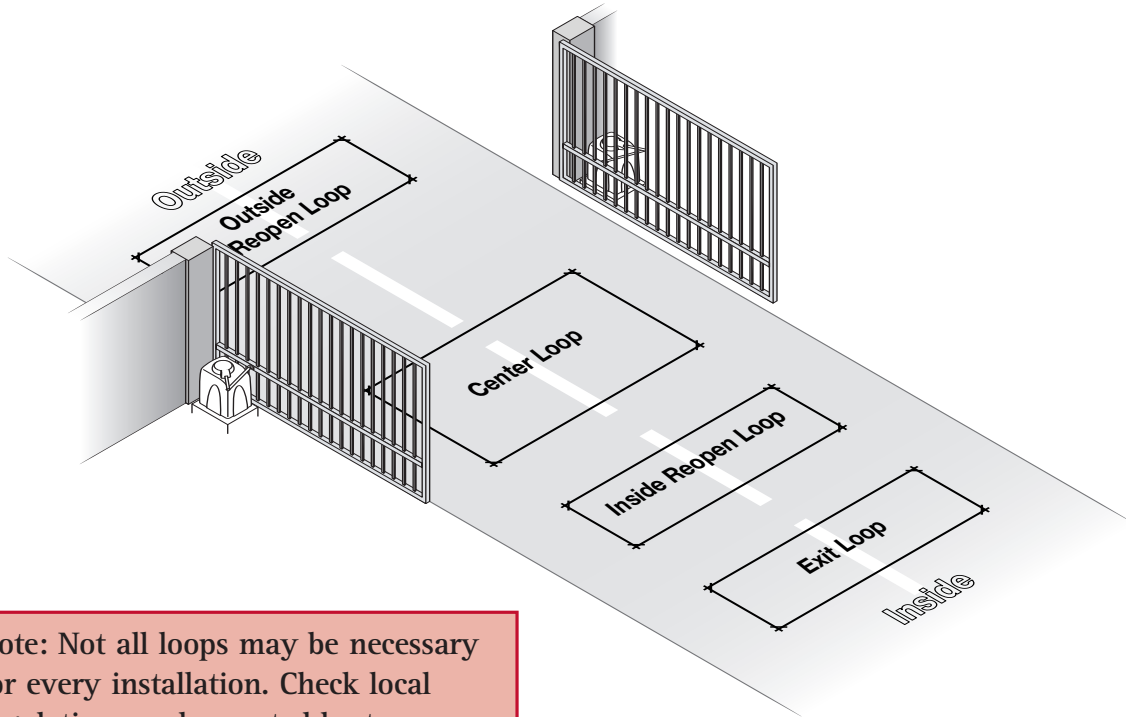 Outside
Outside
Reopen Loop
Center Loop
Inside Reopen Loop
Exit Loop
Inside
ote: Not all loops may be necessary
or every installation. Check local